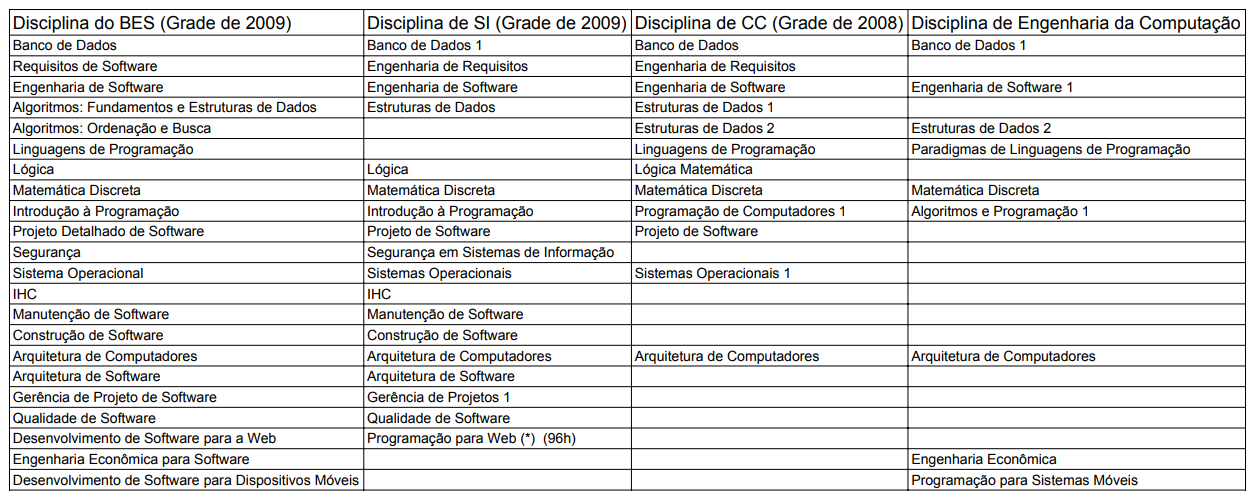 Disciplina do BES (Grade de 2009) Disciplina de SI (Grade de 2009) Disciplina de CC (Grade de 2008) Disciplina de Engenharia da Computação
Banco de Dados Banco de Dados 1 Banco de Dados Banco de Dados 1
Requisitos de Software Engenharia de Requisitos Engenharia de Requisitos
Engenharia de Software Engenharia de Software Engenharia de Software Engenharia de Software 1
Algoritmos: Fundamentos e Estruturas de Dados Estruturas de Dados Estruturas de Dados 1
Algoritmos: Ordenação e Busca Estruturas de Dados 2 Estruturas de Dados 2
Linguagens de Programação Linguagens de Programação Paradigmas de Linguagens de Programação
Lógica Lógica Lógica Matemática
Matemática Discreta Matemática Discreta Matemática Discreta Matemática Discreta
Introdução à Programação Introdução à Programação Programação de Computadores 1 Algoritmos e Programação 1
Projeto Detalhado de Software Projeto de Software Projeto de Software
Segurança Segurança em Sistemas de Informação
Sistema Operacional Sistemas Operacionais Sistemas Operacionais 1
IHC IHC
Manutenção de Software Manutenção de Software
Construção de Software Construção de Software
Arquitetura de Computadores Arquitetura de Computadores Arquitetura de Computadores Arquitetura de Computadores
Arquitetura de Software Arquitetura de Software
Gerência de Projeto de Software Gerência de Projetos 1
Qualidade de Software Qualidade de Software
Desenvolvimento de Software para a Web Programação para Web (*) (96h)
Engenharia Econômica para Software Engenharia Econômica
Desenvolvimento de Software para Dispositivos Móveis Programação para Sistemas Móveis